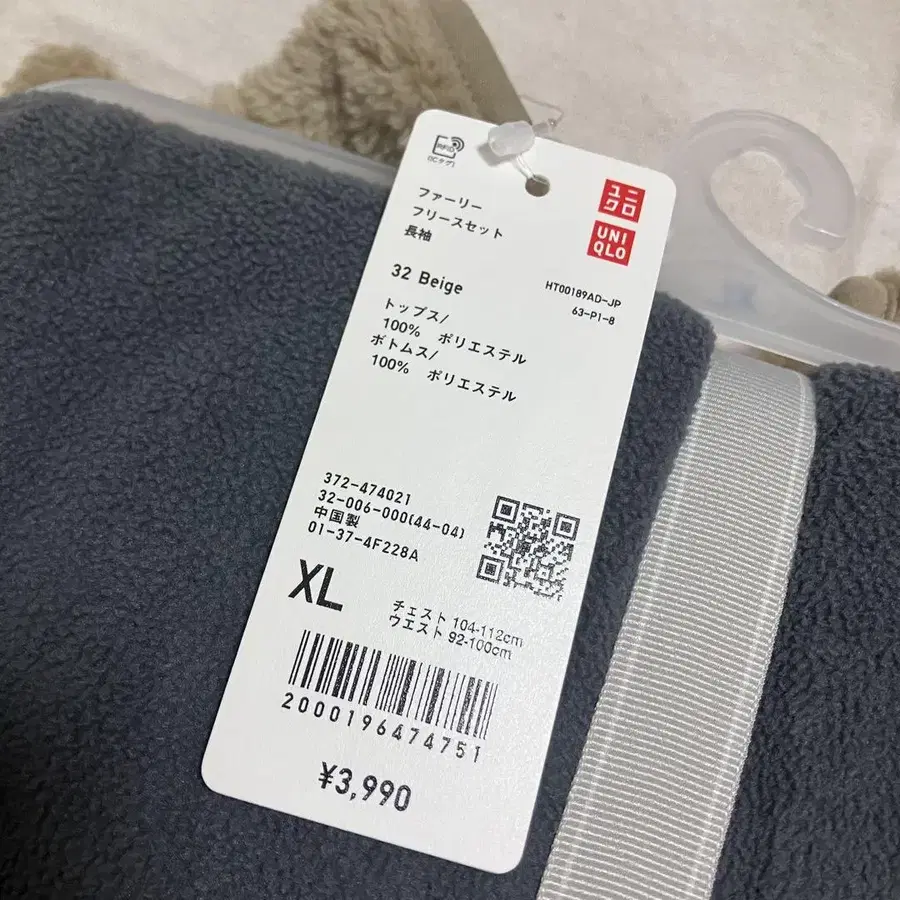 RFID
(ICタグ)
ユニ
クロ
UNI
QLO
ファーリー
フリースセット
長袖
32 Beige
HT00189AD-JP
63-P1-8
トップス/
100% ポリエステル
ボトムス/
100% ポリエステル
372-474021
32-006-000(44-04)
中国製
01-37-4F228A
XL
チェスト 104-112cm
ウエスト 92-100cm
2000196474751
¥3,990